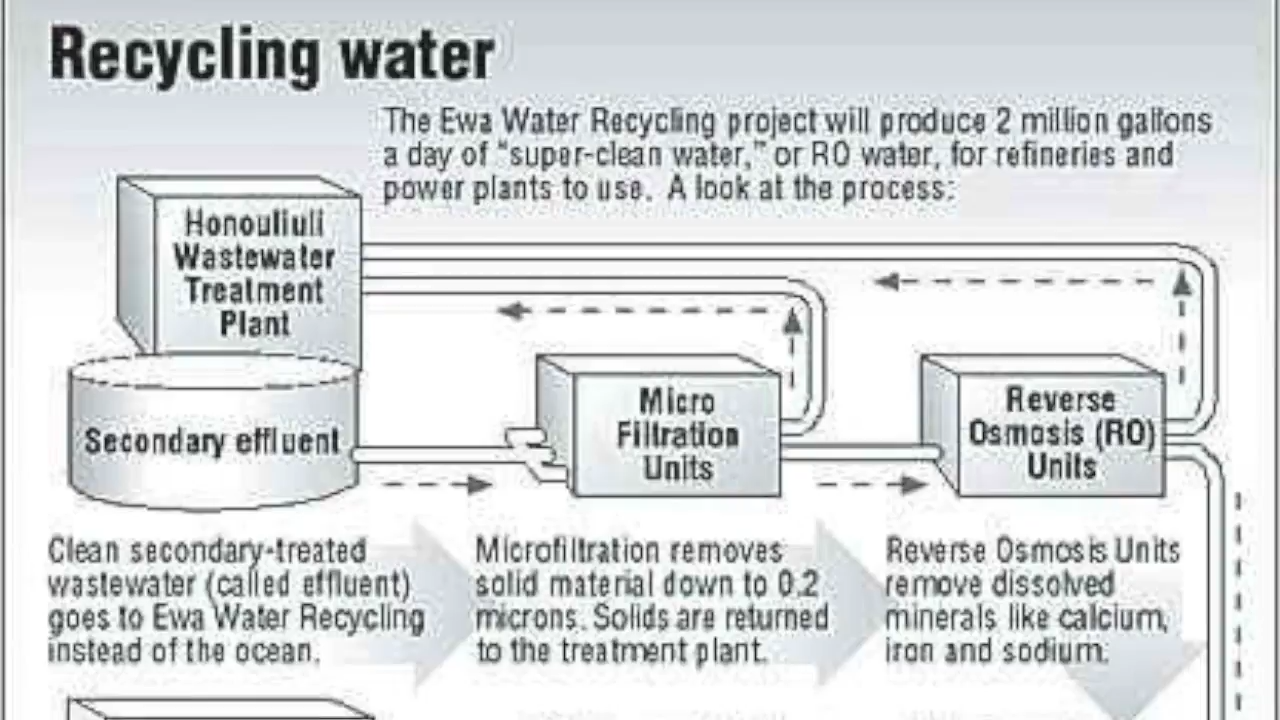 Recycling water
The Ewa Water Recycling project will produce 2 million gallons
a day of "super-clean water," or RO water, for refineries and
power plants to use. A look at the process:
Honouliuli
Wastewater
Treatment
Plant
Secondary effluent
Micro
Filtration
Units
Reverse
Osmosis (RO)
Units
Clean secondary-treated
wastewater (called effluent)
goes to Ewa Water Recycling
instead of the ocean.
Microfiltration removes
solid material down to 0.2
microns. Solids are returned
to the treatment plant.
Reverse Osmosis Units
remove dissolved
minerals like calcium,
iron and sodium.